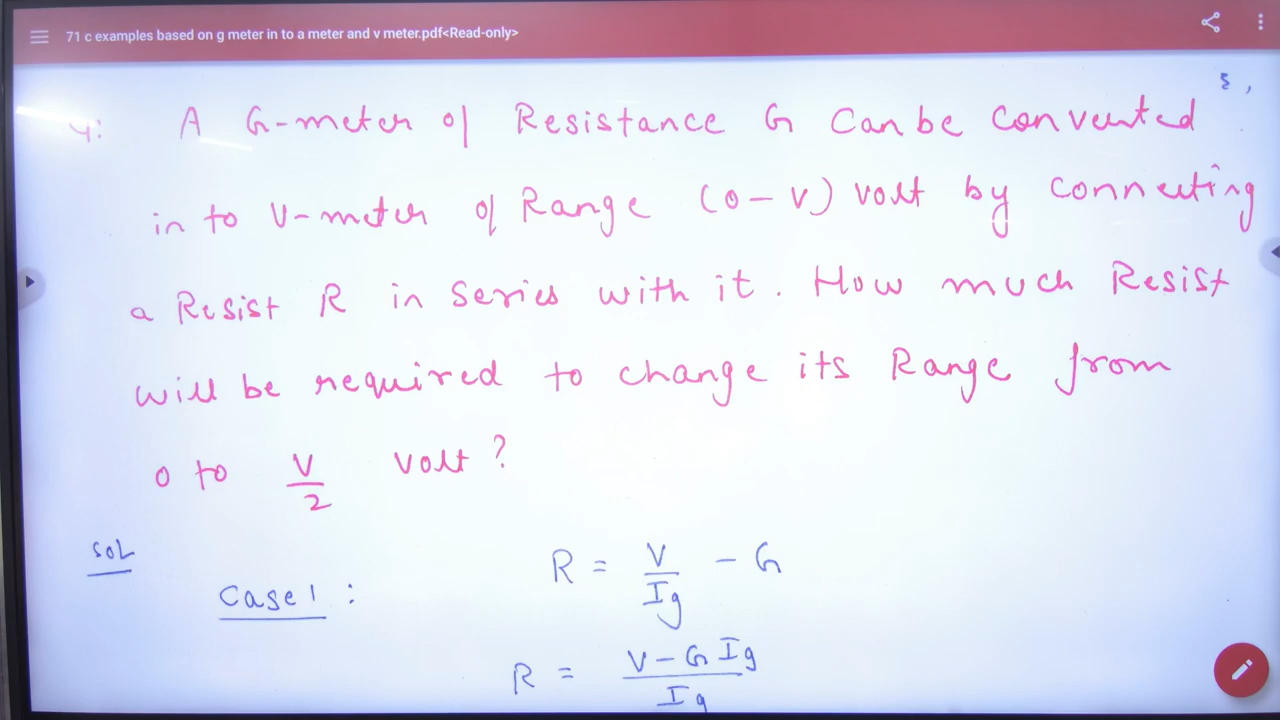 71 c examples based on g meter in to a meter and v meter.pdf<Read-only>
4: A G-meter of Resistance G Can be Converted
in to V-meter of Range (0-V) volt by connecting
a Resist R in series with it. How much Resist
will be required to change its Range from
0 to V/2 volt?
SOL
Case 1 : R = V/Ig - G
R = V-GIg/Ig